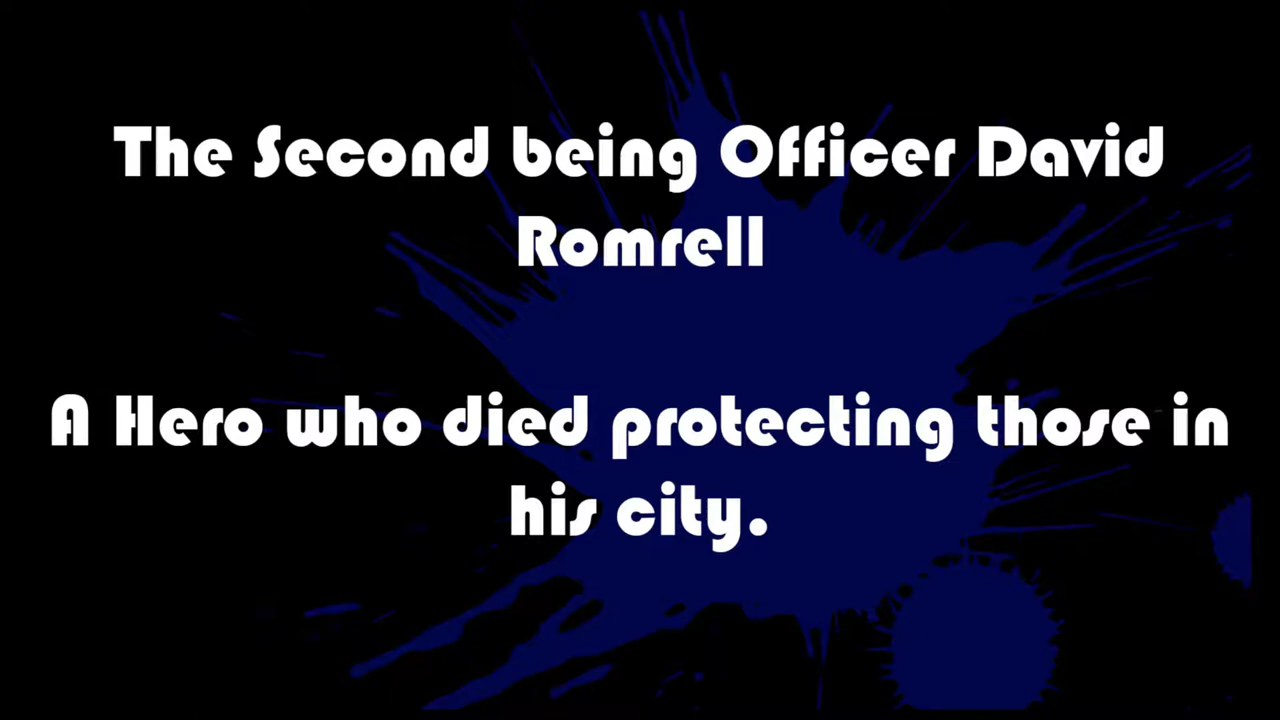 The Second being Officer David
Romrell
A Hero who died protecting those in
his city.